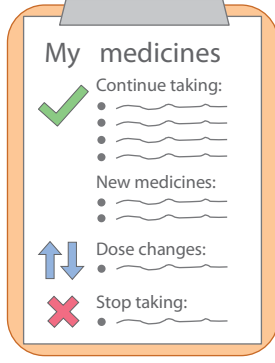 My medicines
Continue taking:
New medicines:
Dose changes:
Stop taking: